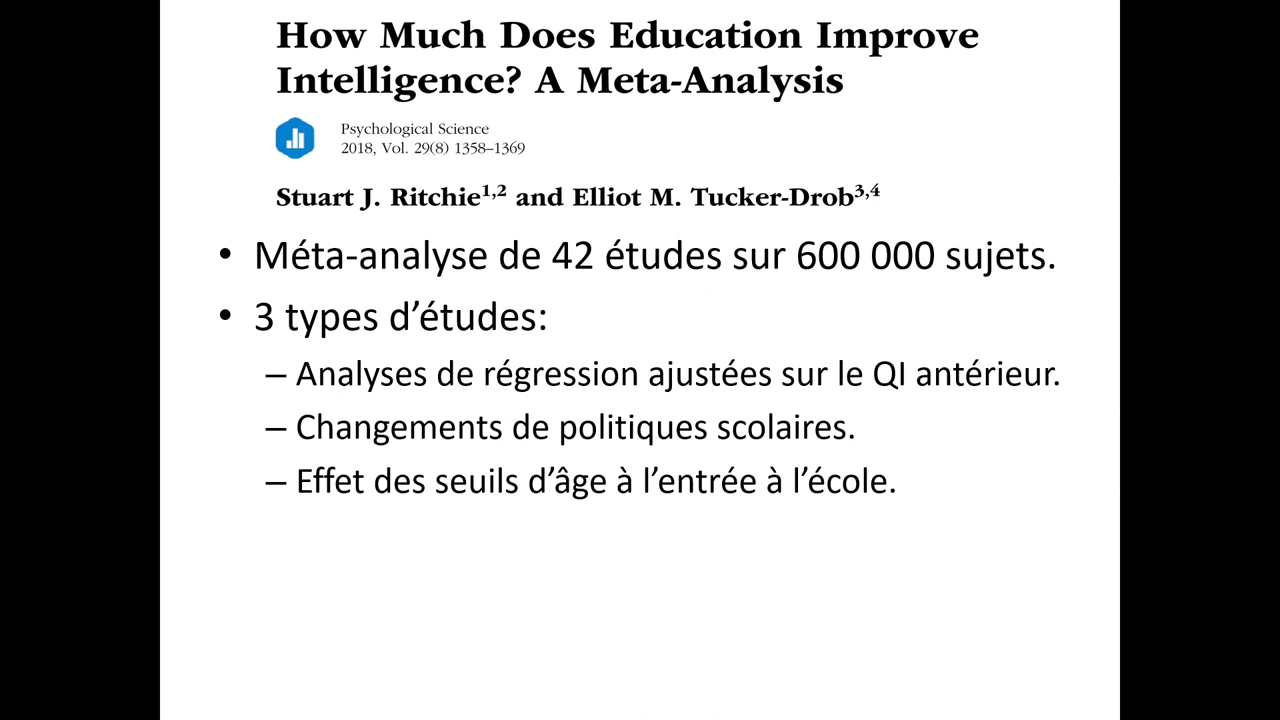 How Much Does Education Improve
Intelligence? A Meta-Analysis
Psychological Science
2018, Vol. 29(8) 1358–1369
Stuart J. Ritchie1,2 and Elliot M. Tucker-Drob3,4
• Méta-analyse de 42 études sur 600 000 sujets.
• 3 types d’études:
– Analyses de régression ajustées sur le QI antérieur.
– Changements de politiques scolaires.
– Effet des seuils d’âge à l’entrée à l’école.